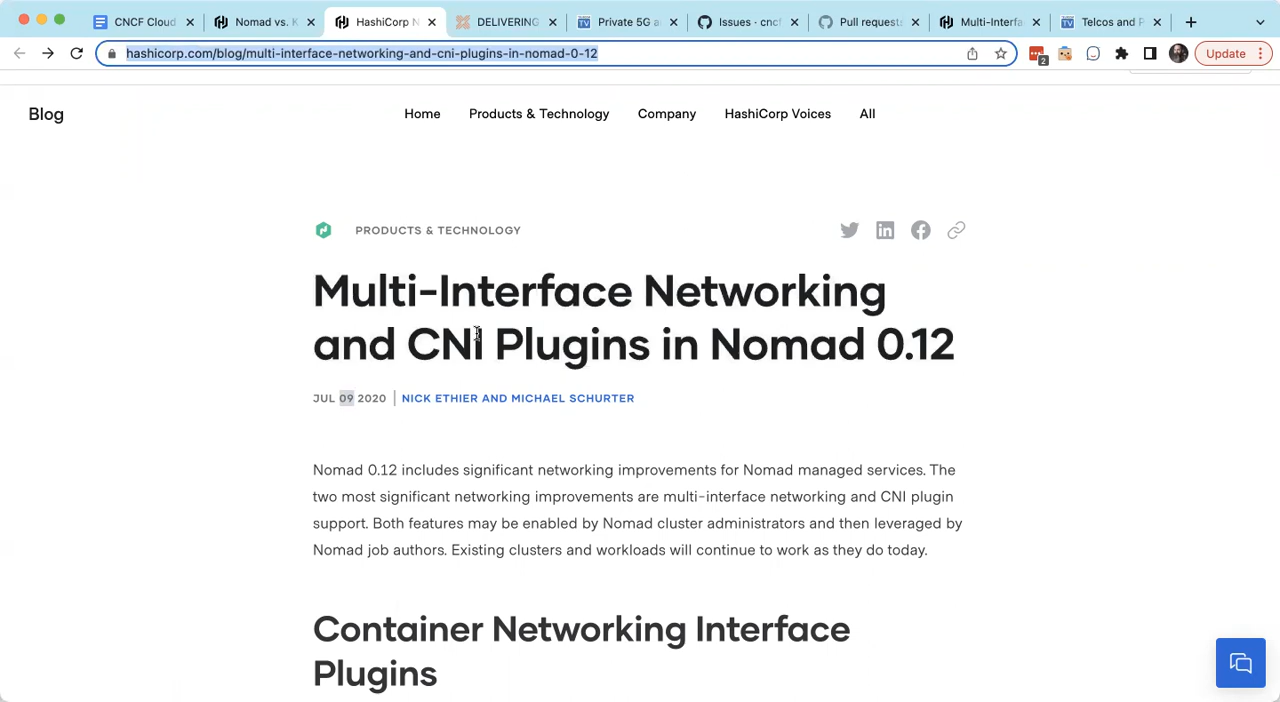 CNCF Cloud
Nomad vs. K
HashiCorp N
DELIVERING
Private 5G a
Issues · cncf
Pull requests
Multi-Interfa
Telcos and P
hashicorp.com/blog/multi-interface-networking-and-cni-plugins-in-nomad-0-12
2
Update
Blog
Home
Products & Technology
Company
HashiCorp Voices
All
PRODUCTS & TECHNOLOGY
Multi-Interface Networking
and CNI Plugins in Nomad 0.12
JUL 09 2020 | NICK ETHIER AND MICHAEL SCHURTER
Nomad 0.12 includes significant networking improvements for Nomad managed services. The
two most significant networking improvements are multi-interface networking and CNI plugin
support. Both features may be enabled by Nomad cluster administrators and then leveraged by
Nomad job authors. Existing clusters and workloads will continue to work as they do today.
Container Networking Interface
Plugins